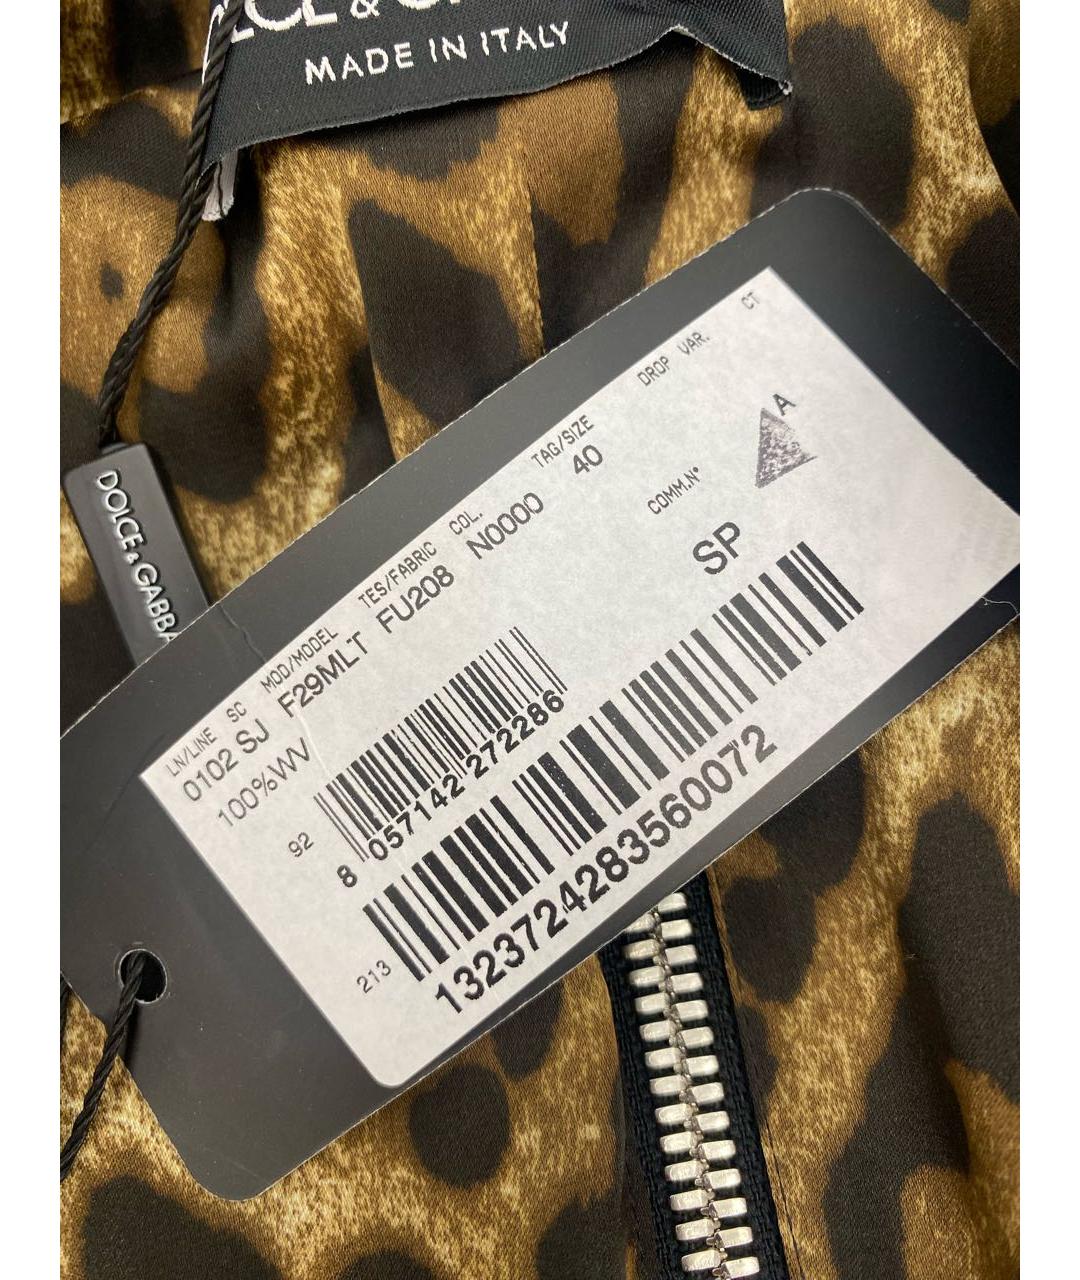 MADE IN ITALY
DOLCE & GABBA
LN/LINE SC MOD/MODEL TES/FABRIC COL. TAG/SIZE DROP VAR. CT
0102 SJ F29MLT FU208 N0000 40
100%WV
COMM.N°
A
SP
92
8 057142 272286
213
1323724283560072